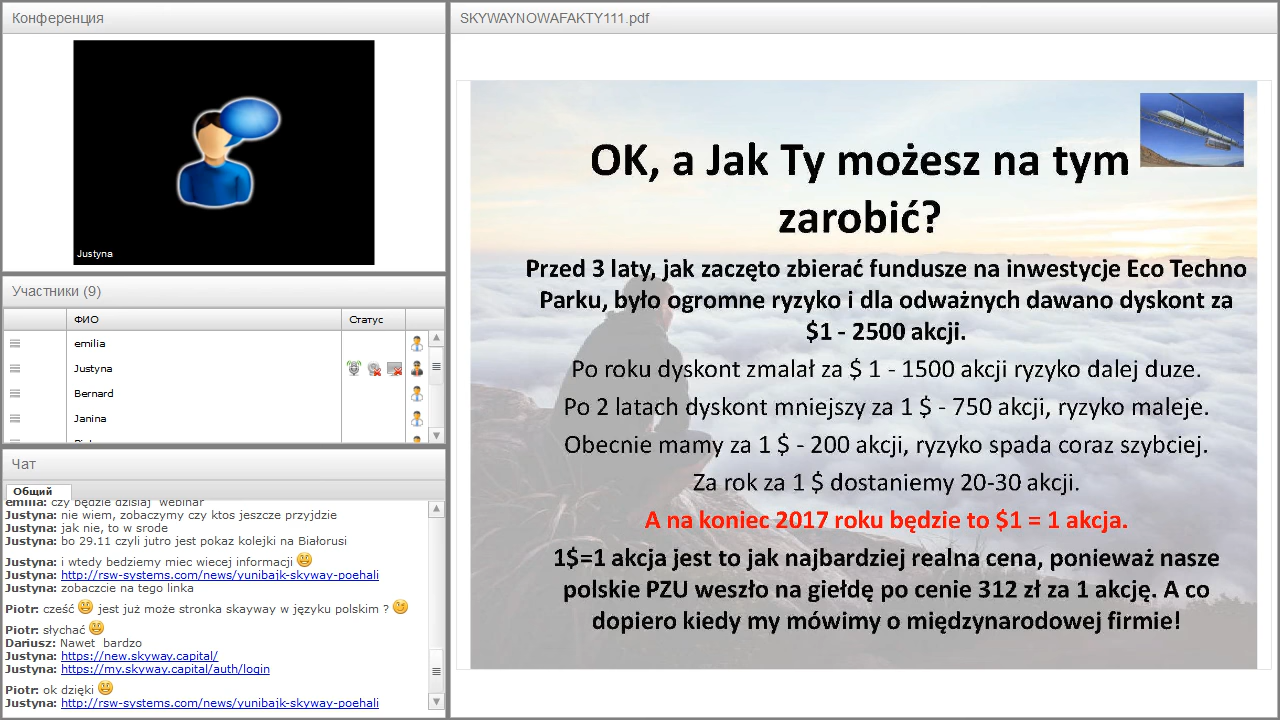 Конференция
Justyna
Участники (9)
ФИО
Статус
emilia
Justyna
Bernard
Janina
Чат
Общий
emilia: czy będzie dzisiaj webinar
Justyna: nie wiem, zobaczymy czy ktos jeszcze przyjdzie
Justyna: jak nie, to w srode
Justyna: bo 29.11 czyli jutro jest pokaz kolejki na Białorusi
Justyna: i wtedy bedziemy miec wiecej informacji
Justyna: http://rsw-systems.com/news/yunibajk-skyway-poehali
Justyna: zobaczcie na tego linka
Piotr: cześć jest już może stronka skayway w języku polskim ?
Piotr: słychać
Dariusz: Nawet bardzo
Justyna: https://new.skyway.capital/
Justyna: https://my.skyway.capital/auth/login
Piotr: ok dzięki
Justyna: http://rsw-systems.com/news/yunibajk-skyway-poehali
SKYWAYNOWAFAKTY111.pdf
OK, a Jak Ty możesz na tym
zarobić?
Przed 3 laty, jak zaczęto zbierać fundusze na inwestycje Eco Techno
Parku, było ogromne ryzyko i dla odważnych dawano dyskont za
$1 - 2500 akcji.
Po roku dyskont zmalał za $ 1 - 1500 akcji ryzyko dalej duze.
Po 2 latach dyskont mniejszy za 1 $ - 750 akcji, ryzyko maleje.
Obecnie mamy za 1 $ - 200 akcji, ryzyko spada coraz szybciej.
Za rok za 1 $ dostaniemy 20-30 akcji.
A na koniec 2017 roku będzie to $1 = 1 akcja.
1$=1 akcja jest to jak najbardziej realna cena, ponieważ nasze
polskie PZU weszło na giełdę po cenie 312 zł za 1 akcję. A co
dopiero kiedy my mówimy o międzynarodowej firmie!